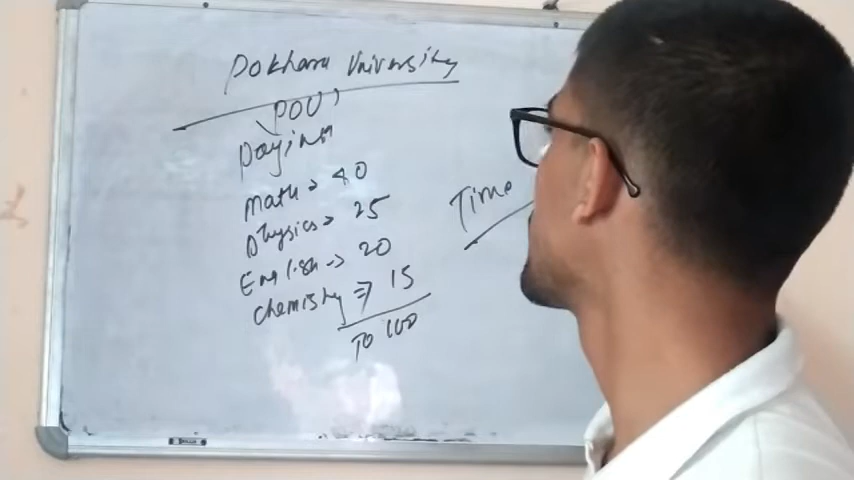 Pokhara University
POU
Paying
Math → 40
Physics → 25
English → 20
Chemistry ⇒ 15
TO 100
Time